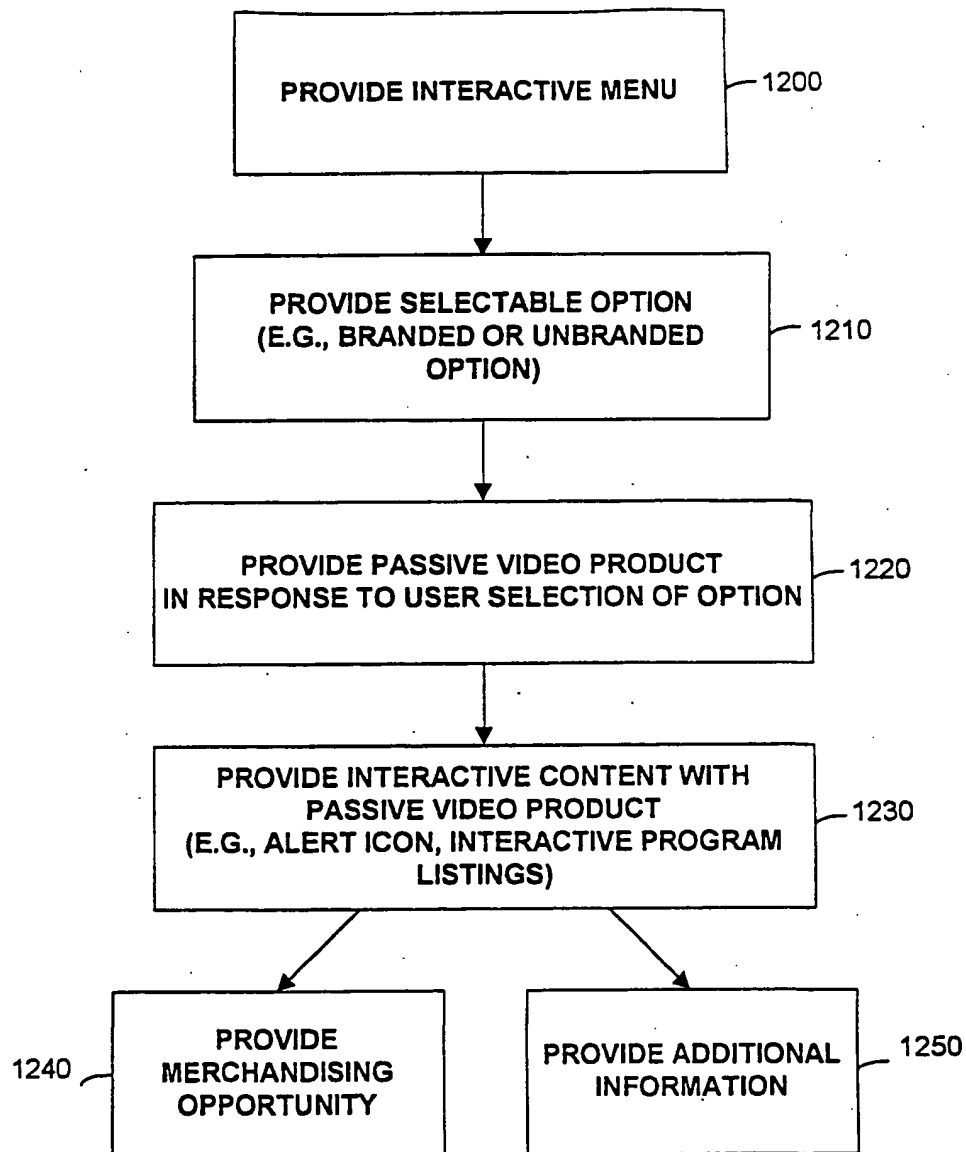 PROVIDE INTERACTIVE MENU
1200
PROVIDE SELECTABLE OPTION
(E.G., BRANDED OR UNBRANDED
OPTION)
1210
PROVIDE PASSIVE VIDEO PRODUCT
IN RESPONSE TO USER SELECTION OF OPTION
1220
PROVIDE INTERACTIVE CONTENT WITH
PASSIVE VIDEO PRODUCT
(E.G., ALERT ICON, INTERACTIVE PROGRAM
LISTINGS)
1230
1240
PROVIDE
MERCHANDISING
OPPORTUNITY
PROVIDE ADDITIONAL
INFORMATION
1250